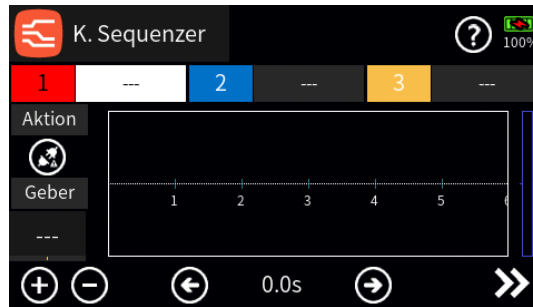 K. Sequenzer
?
100%
1 --- 2 --- 3 ---
Aktion
Geber
1 2 3 4 5 6
---
0.0s